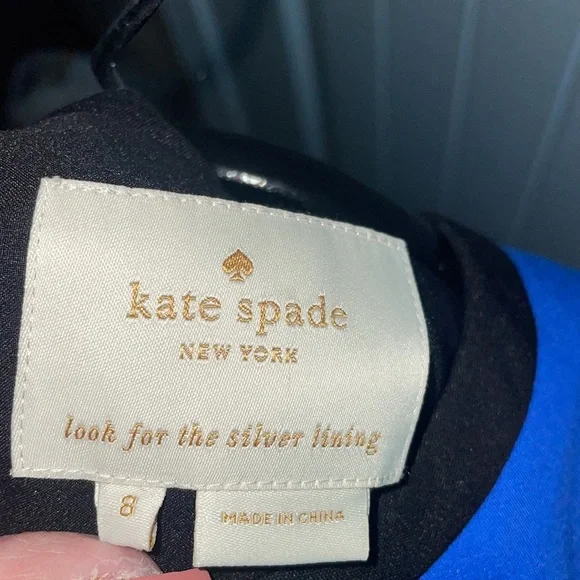 kate spade
NEW YORK
look for the silver lining
8
MADE IN CHINA